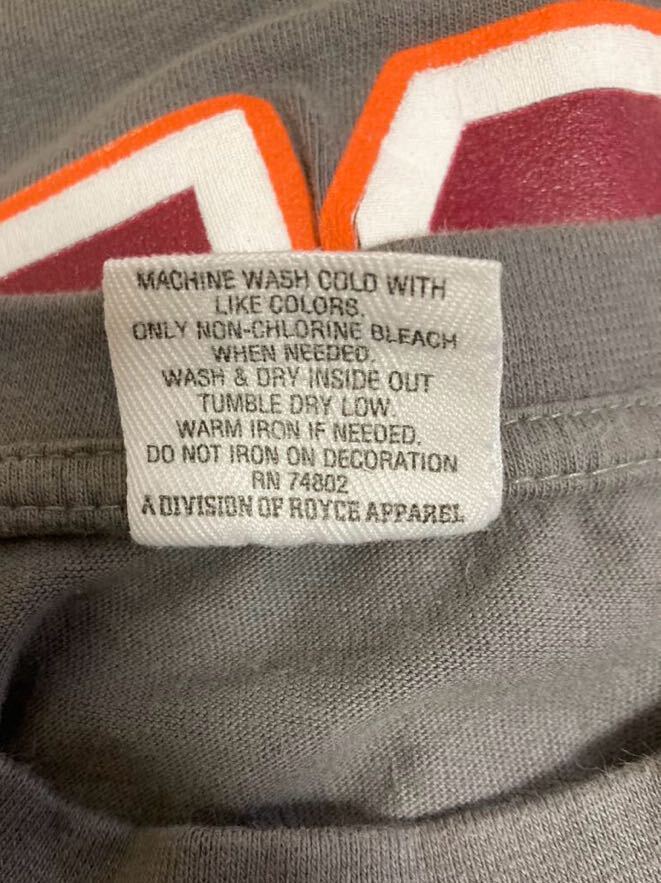 MACHINE WASH COLD WITH
LIKE COLORS.
ONLY NON-CHLORINE BLEACH
WHEN NEEDED.
WASH & DRY INSIDE OUT
TUMBLE DRY LOW.
WARM IRON IF NEEDED.
DO NOT IRON ON DECORATION
RN 74802
A DIVISION OF ROYCE APPAREL